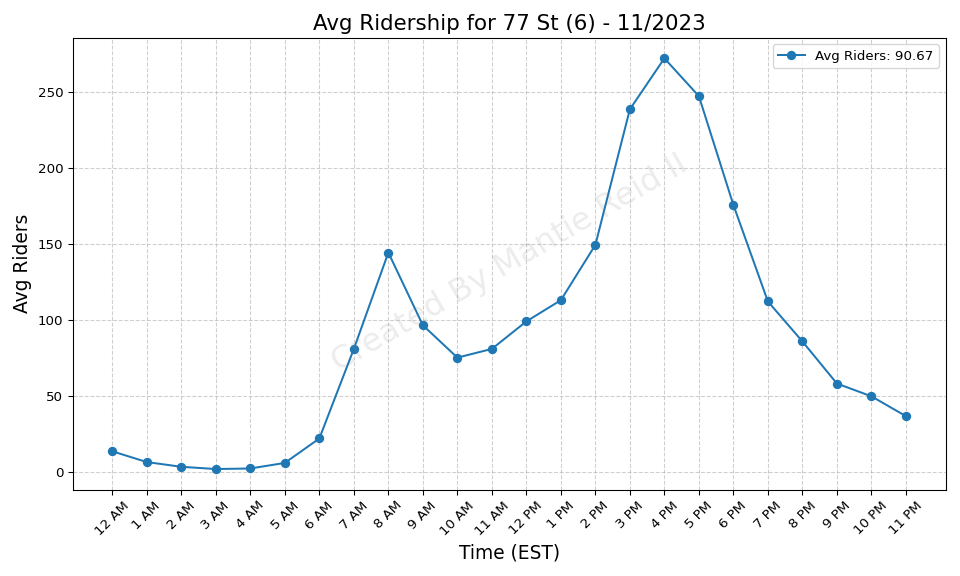 Avg Ridership for 77 St (6) - 11/2023
Avg Riders: 90.67
250
200
150
100
50
0
Avg Riders
Created By Mantie Reid II
12 AM
1 AM
2 AM
3 AM
4 AM
5 AM
6 AM
7 AM
8 AM
9 AM
10 AM
11 AM
12 PM
1 PM
2 PM
3 PM
4 PM
5 PM
6 PM
7 PM
8 PM
9 PM
10 PM
11 PM
Time (EST)